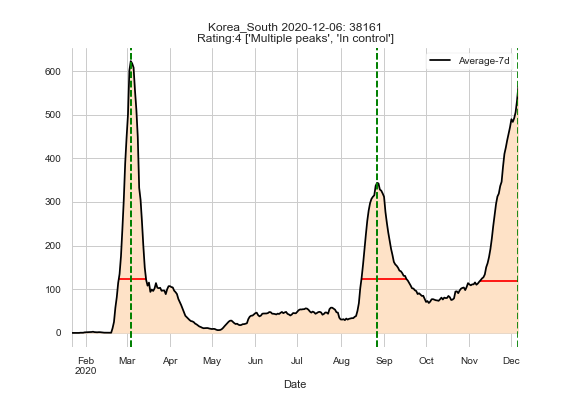 Korea_South 2020-12-06: 38161
Rating:4 ['Multiple peaks', 'In control']
Average-7d
600
500
400
300
200
100
0
Feb Mar Apr May Jun Jul Aug Sep Oct Nov Dec
2020
Date